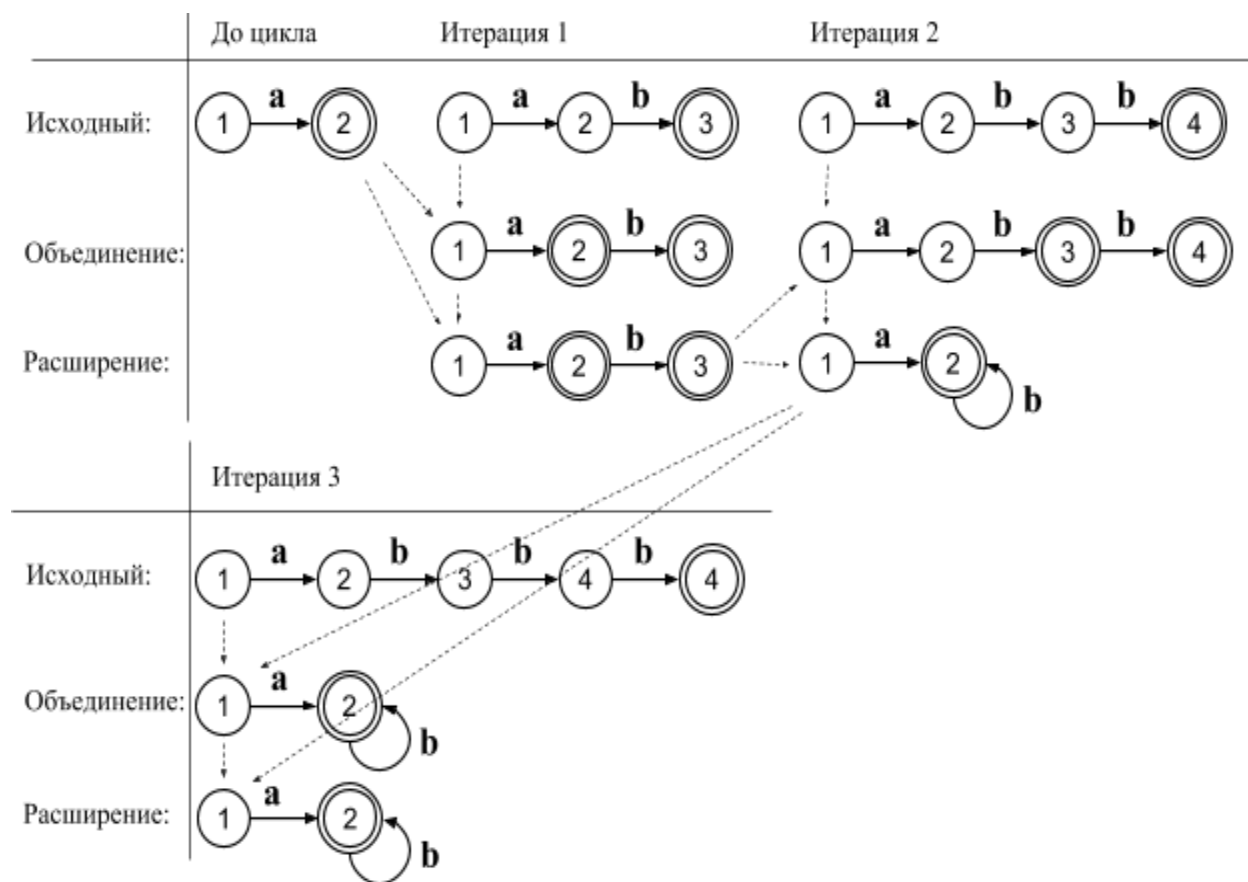 До цикла Итерация 1 Итерация 2
a a b a b b
Исходный: 1 2 1 2 3 1 2 3 4
a b a b b
Объединение: 1 2 3 1 2 3 4
a b a
Расширение: 1 2 3 1 2
b
Итерация 3
a b b b
Исходный: 1 2 3 4 4
a
Объединение: 1 2
b
a
Расширение: 1 2
b